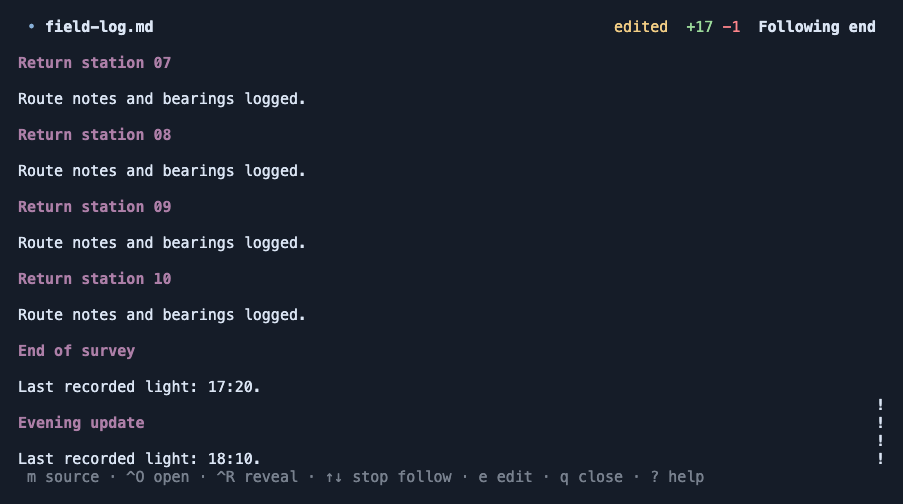 • field-log.md edited +17 -1 Following end
Return station 07
Route notes and bearings logged.
Return station 08
Route notes and bearings logged.
Return station 09
Route notes and bearings logged.
Return station 10
Route notes and bearings logged.
End of survey
Last recorded light: 17:20.
!
Evening update !
!
Last recorded light: 18:10. !
m source · ^O open · ^R reveal · ↑↓ stop follow · e edit · q close · ? help